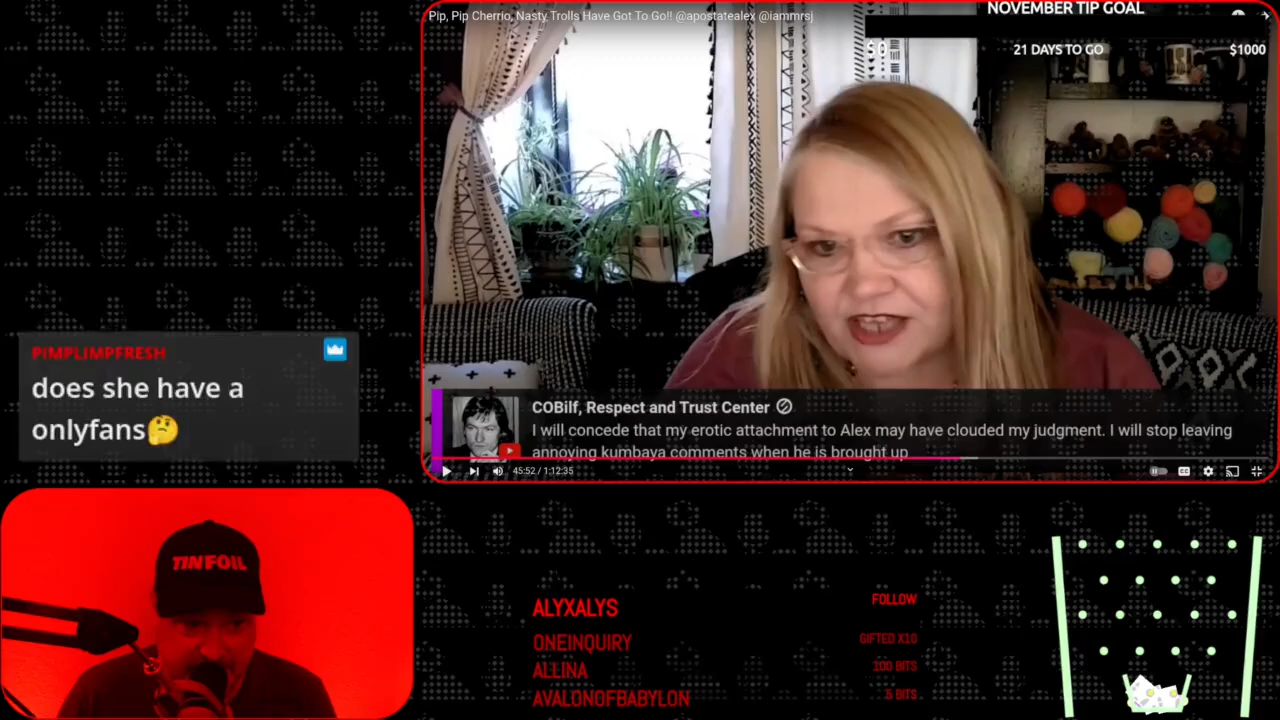 Pip, Pip Cherrio, Nasty Trolls Have Got To Go!! @apostatealex @iammrsj
NOVEMBER TIP GOAL
$0 21 DAYS TO GO $1000
PIMPLIMPFRESH
does she have a
onlyfans🤔
COBilf, Respect and Trust Center
I will concede that my erotic attachment to Alex may have clouded my judgment. I will stop leaving
annoying kumbaya comments when he is brought up
45:52 / 1:12:35
CC
TINFOIL
ALYXALYS FOLLOW
ONEINQUIRY GIFTED X10
ALLINA 100 BITS
AVALONOFBABYLON 5 BITS